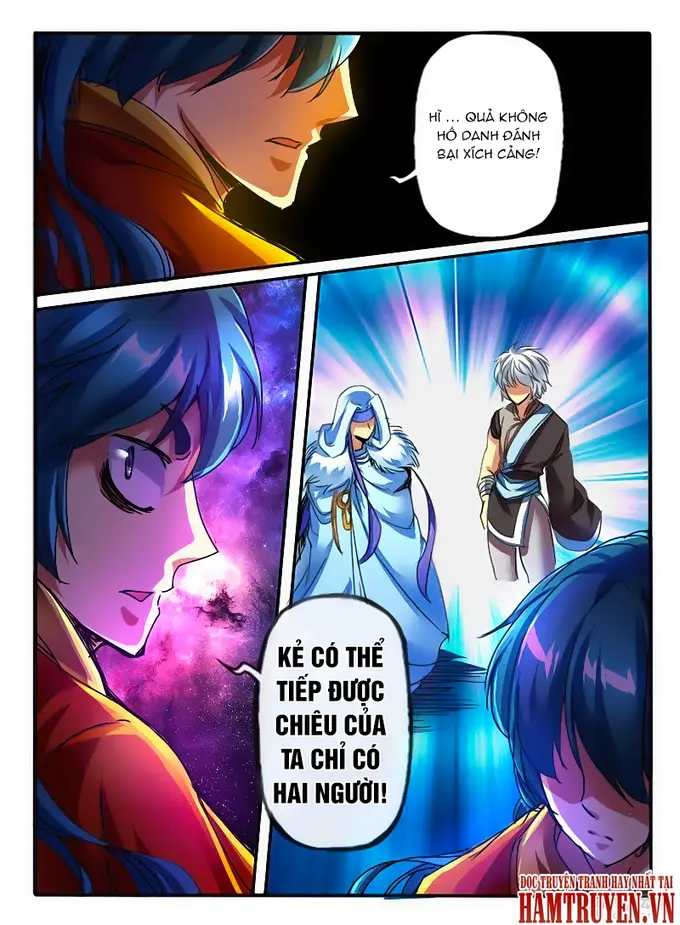 HÌ ... QUẢ KHÔNG
HỔ DANH ĐÁNH
BẠI XÍCH CẢNG!
KẺ CÓ THỂ
TIẾP ĐƯỢC
CHIÊU CỦA
TA CHỈ CÓ
HAI NGƯỜI!
ĐỌC TRUYỆN TRANH HAY NHẤT TẠI
HAMTRUYEN.VN